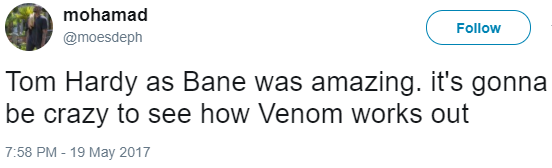 mohamad
@moesdeph
Follow
Tom Hardy as Bane was amazing. it's gonna
be crazy to see how Venom works out
7:58 PM - 19 May 2017